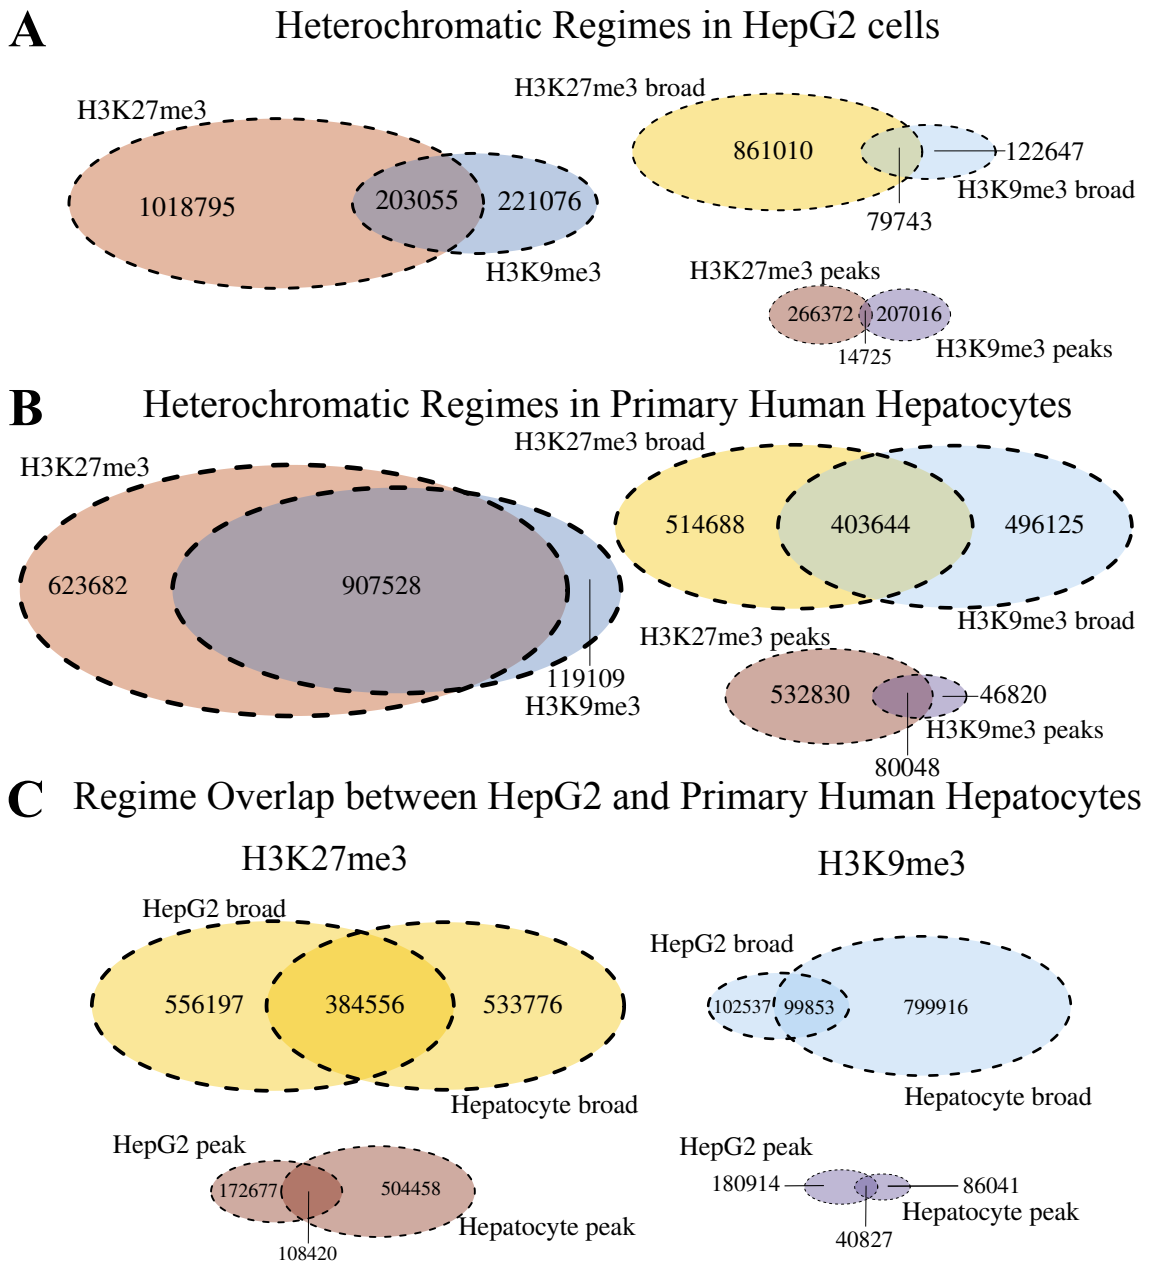 A
Heterochromatic Regimes in HepG2 cells
H3K27me3
1018795
203055
221076
H3K9me3
H3K27me3 broad
861010
122647
H3K9me3 broad
79743
H3K27me3 peaks
266372
207016
14725
H3K9me3 peaks
B
Heterochromatic Regimes in Primary Human Hepatocytes
H3K27me3
623682
907528
119109
H3K9me3
H3K27me3 broad
514688
403644
496125
H3K9me3 broad
H3K27me3 peaks
532830
46820
H3K9me3 peaks
80048
C
Regime Overlap between HepG2 and Primary Human Hepatocytes
H3K27me3
HepG2 broad
556197
384556
533776
Hepatocyte broad
HepG2 peak
172677
504458
Hepatocyte peak
108420
H3K9me3
HepG2 broad
102537
99853
799916
Hepatocyte broad
HepG2 peak
180914
86041
Hepatocyte peak
40827